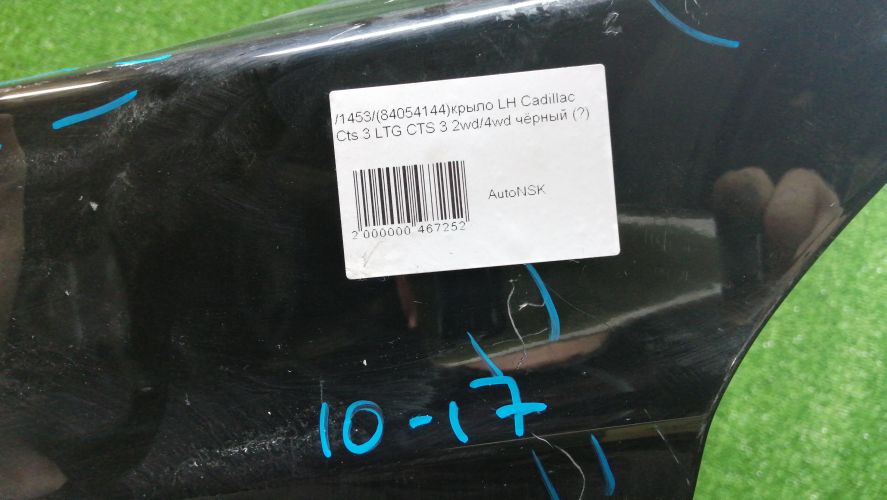 /1453/(84054144)крыло LH Cadillac
Cts 3 LTG CTS 3 2wd/4wd чёрный (?)
AutoNSK
2 000000 467252
10-17